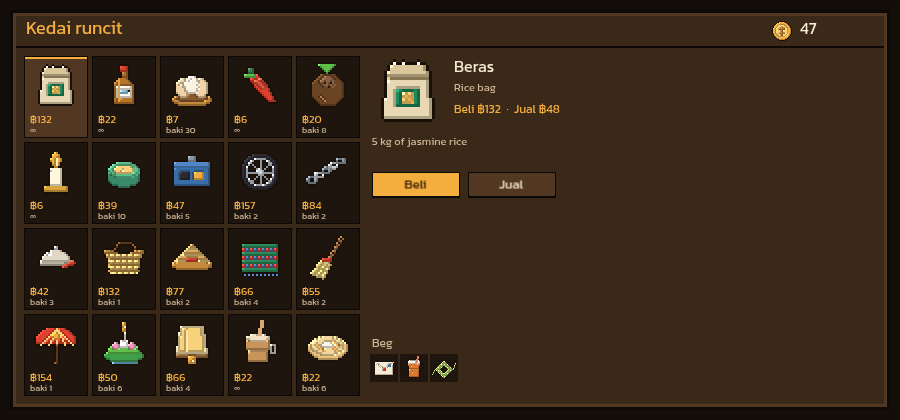 Kedai runcit
47
฿132
∞
฿22
∞
฿7
baki 30
฿6
∞
฿20
baki 8
฿6
∞
฿39
baki 10
฿47
baki 5
฿157
baki 2
฿84
baki 2
฿42
baki 3
฿132
baki 1
฿77
baki 2
฿66
baki 4
฿55
baki 2
฿154
baki 1
฿50
baki 6
฿66
baki 4
฿22
∞
฿22
baki 6
Beras
Rice bag
Beli ฿132 · Jual ฿48
5 kg of jasmine rice
Beli
Jual
Beg